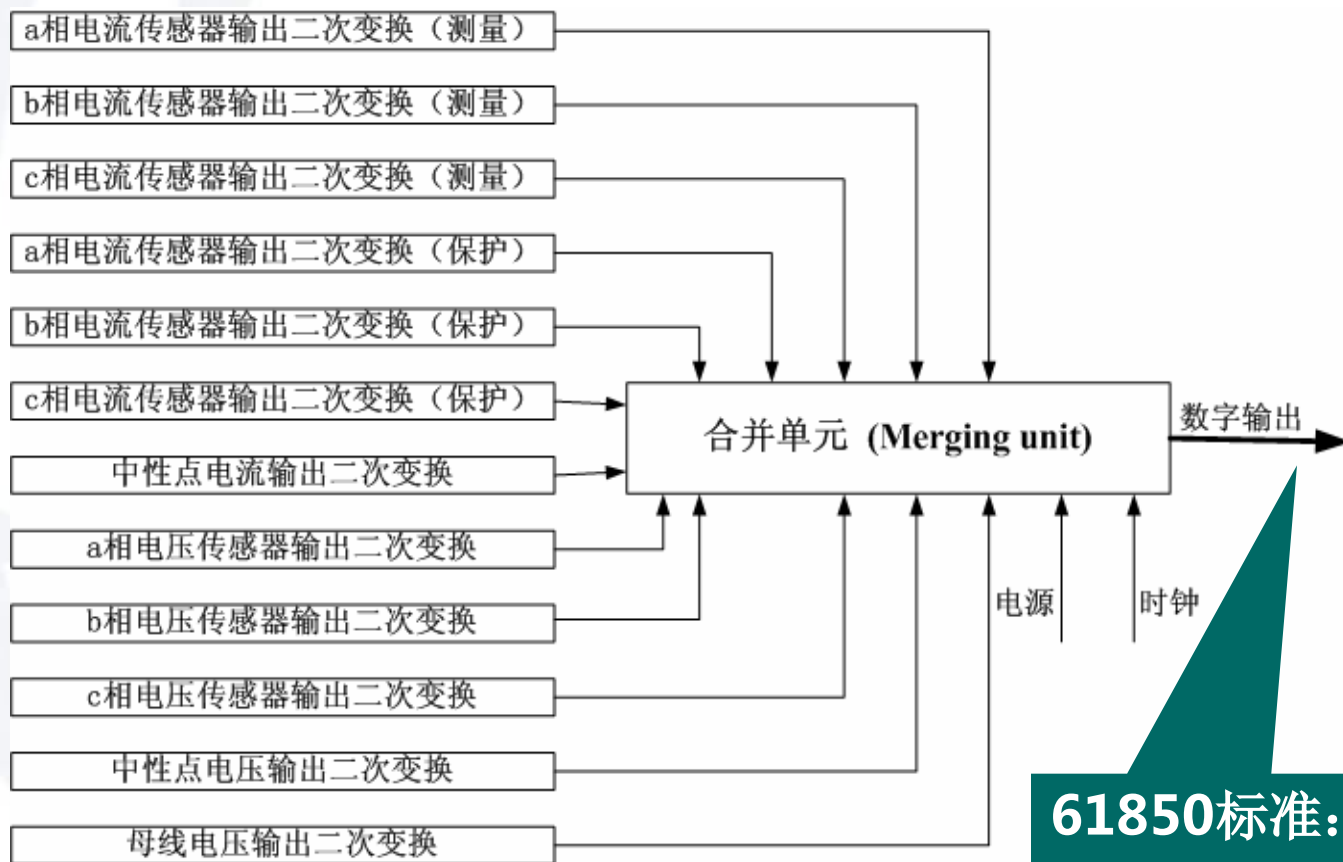 a相电流传感器输出二次变换（测量）
b相电流传感器输出二次变换（测量）
c相电流传感器输出二次变换（测量）
a相电流传感器输出二次变换（保护）
b相电流传感器输出二次变换（保护）
c相电流传感器输出二次变换（保护）
中性点电流输出二次变换
a相电压传感器输出二次变换
b相电压传感器输出二次变换
c相电压传感器输出二次变换
中性点电压输出二次变换
母线电压输出二次变换
合并单元 (Merging unit)
数字输出
电源
时钟
61850标准：